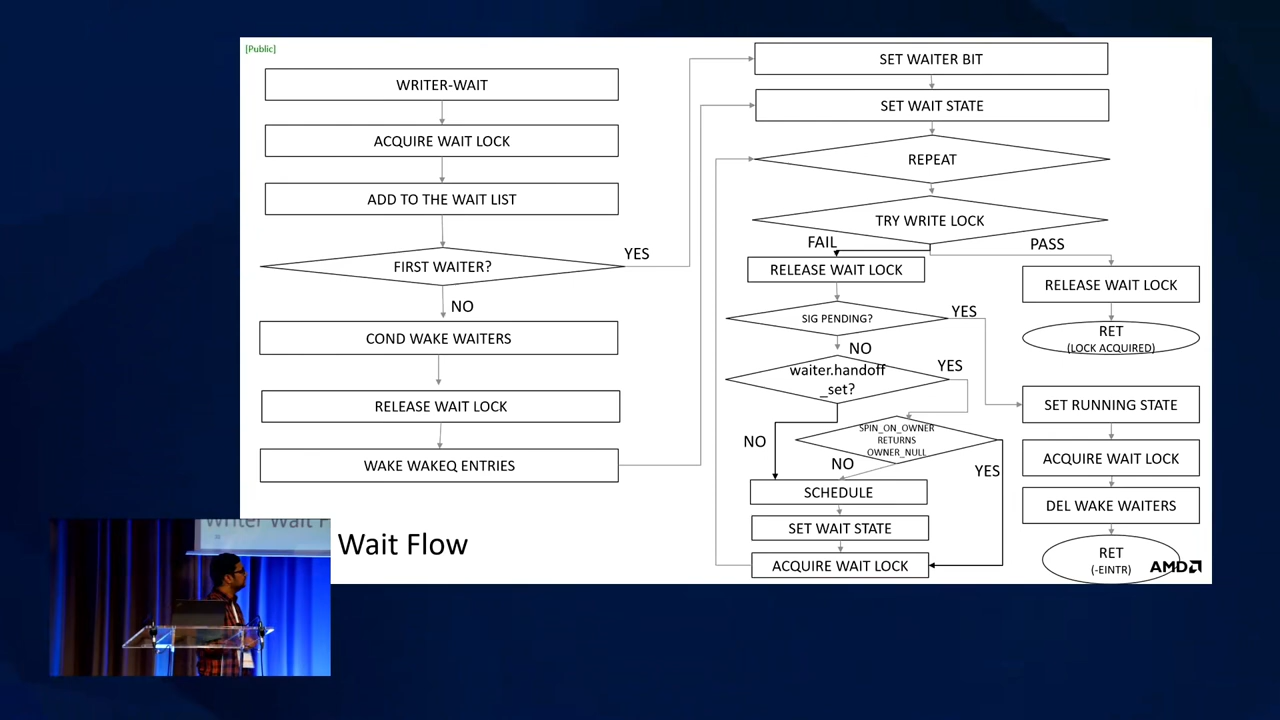 [Public]
WRITER-WAIT
ACQUIRE WAIT LOCK
ADD TO THE WAIT LIST
FIRST WAITER?
YES
NO
COND WAKE WAITERS
RELEASE WAIT LOCK
WAKE WAKEQ ENTRIES
SET WAITER BIT
SET WAIT STATE
REPEAT
TRY WRITE LOCK
FAIL
PASS
RELEASE WAIT LOCK
SIG PENDING?
YES
NO
waiter.handoff
_set?
YES
NO
SPIN_ON_OWNER
RETURNS
OWNER_NULL
NO
YES
SCHEDULE
SET WAIT STATE
ACQUIRE WAIT LOCK
RELEASE WAIT LOCK
RET
(LOCK ACQUIRED)
SET RUNNING STATE
ACQUIRE WAIT LOCK
DEL WAKE WAITERS
RET
(-EINTR)
AMD
Wait Flow
Writer Wait F